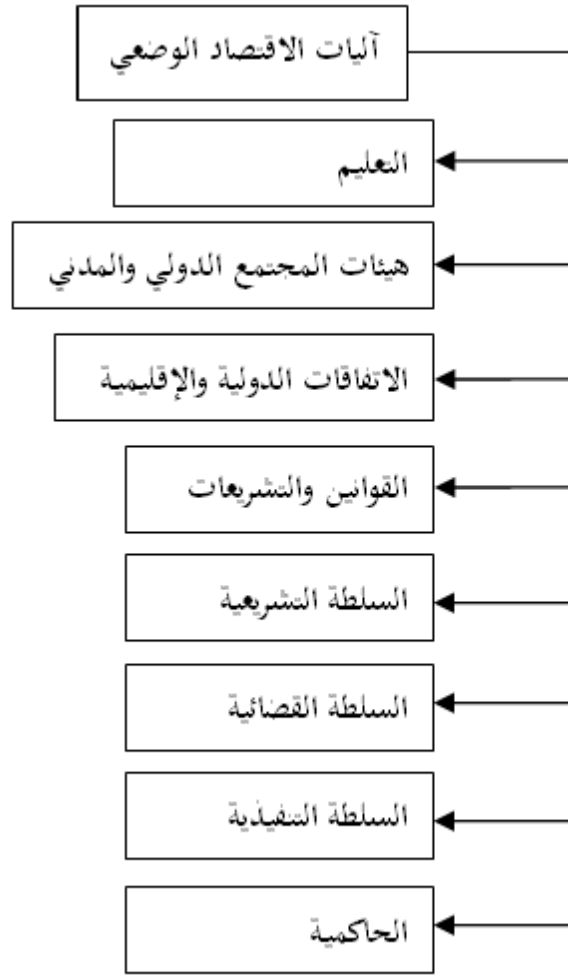 آليات الاقتصاد الوضعي
التعليم
هيئات المجتمع الدولي والمدني
الاتفاقات الدولية والإقليمية
القوانين والتشريعات
السلطة التشريعية
السلطة القضائية
السلطة التنفيذية
الحاكمية